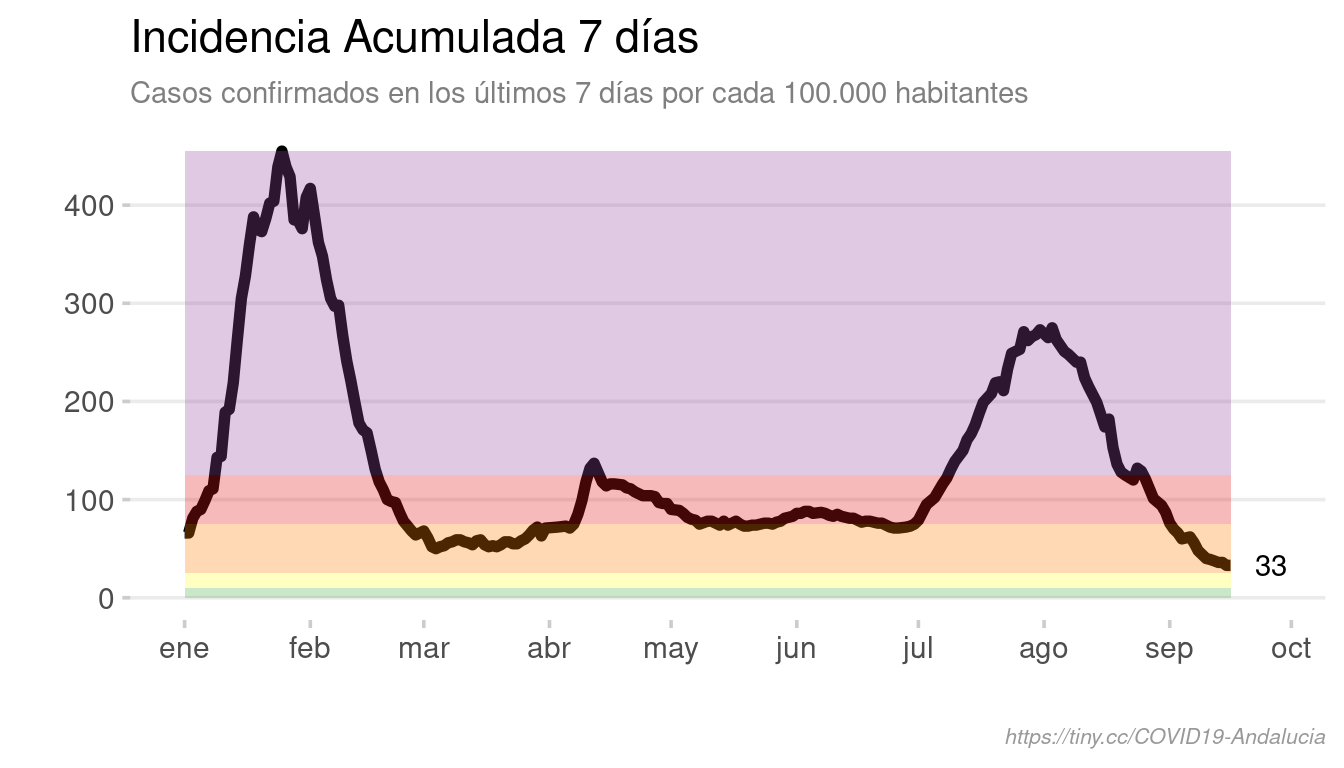 Incidencia Acumulada 7 días
Casos confirmados en los últimos 7 días por cada 100.000 habitantes
400
300
200
100
0
33
ene feb mar abr may jun jul ago sep oct
https://tiny.cc/COVID19-Andalucia